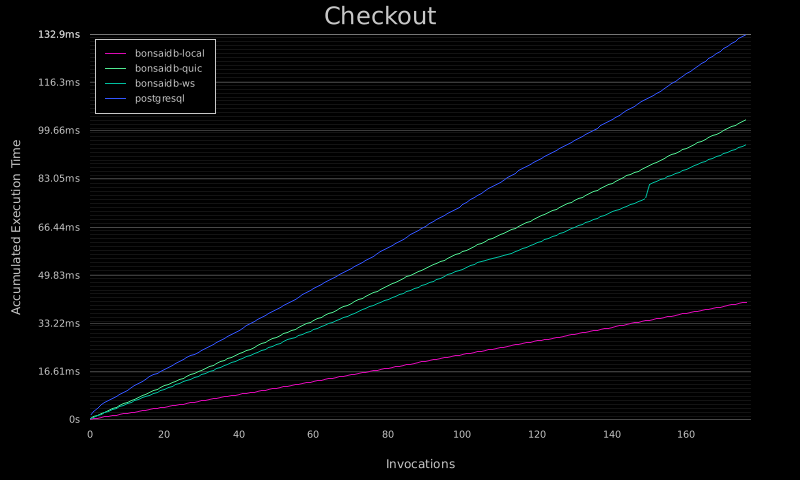 Checkout
132.9ms
116.3ms
59.66ms
83.05ms
66.44ms
49.83ms
33.22ms
16.61ms
0s
Accumulated Execution Time
bonsaidb-local
bonsaidb-quic
bonsaidb-ws
postgresql
0 20 40 60 80 100 120 140 160
Invocations